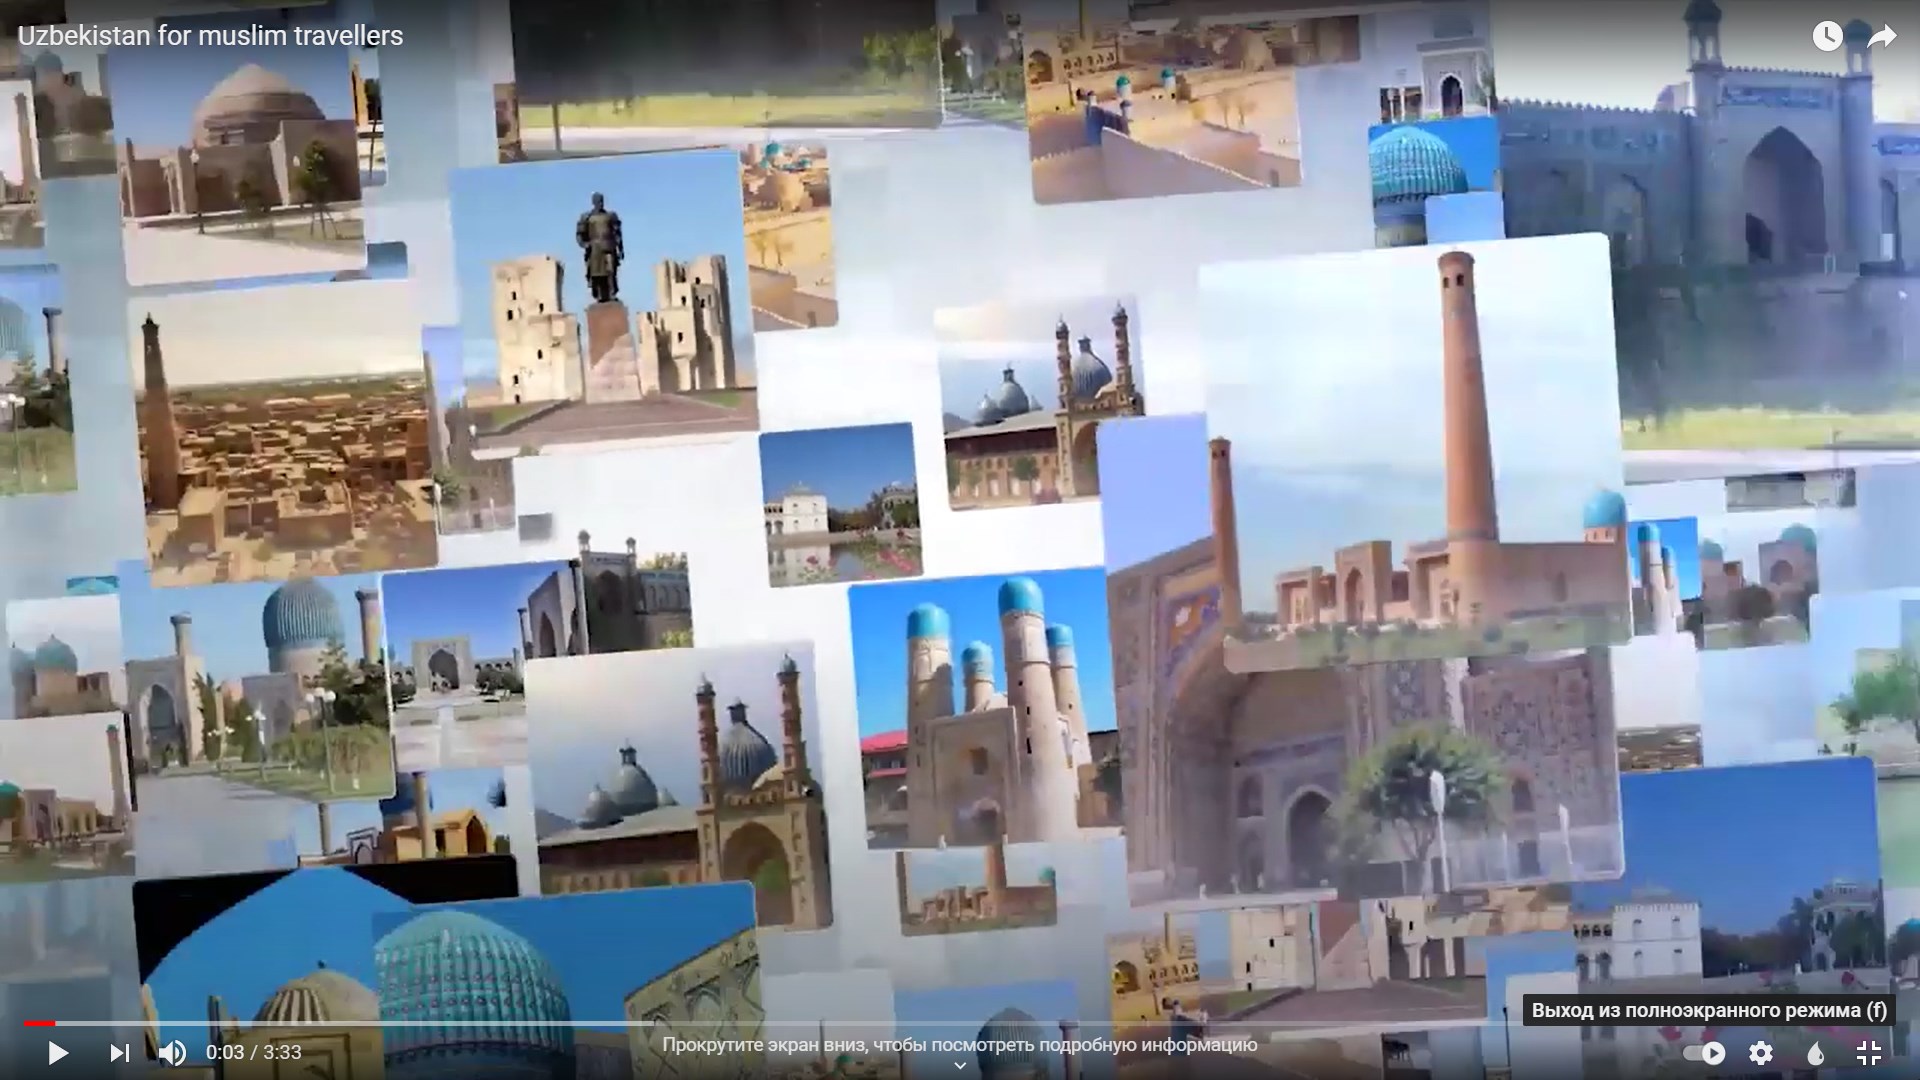 Uzbekistan for muslim travellers
Выход из полноэкранного режима (f)
0:03 / 3:33
Прокрутите экран вниз, чтобы посмотреть подробную информацию